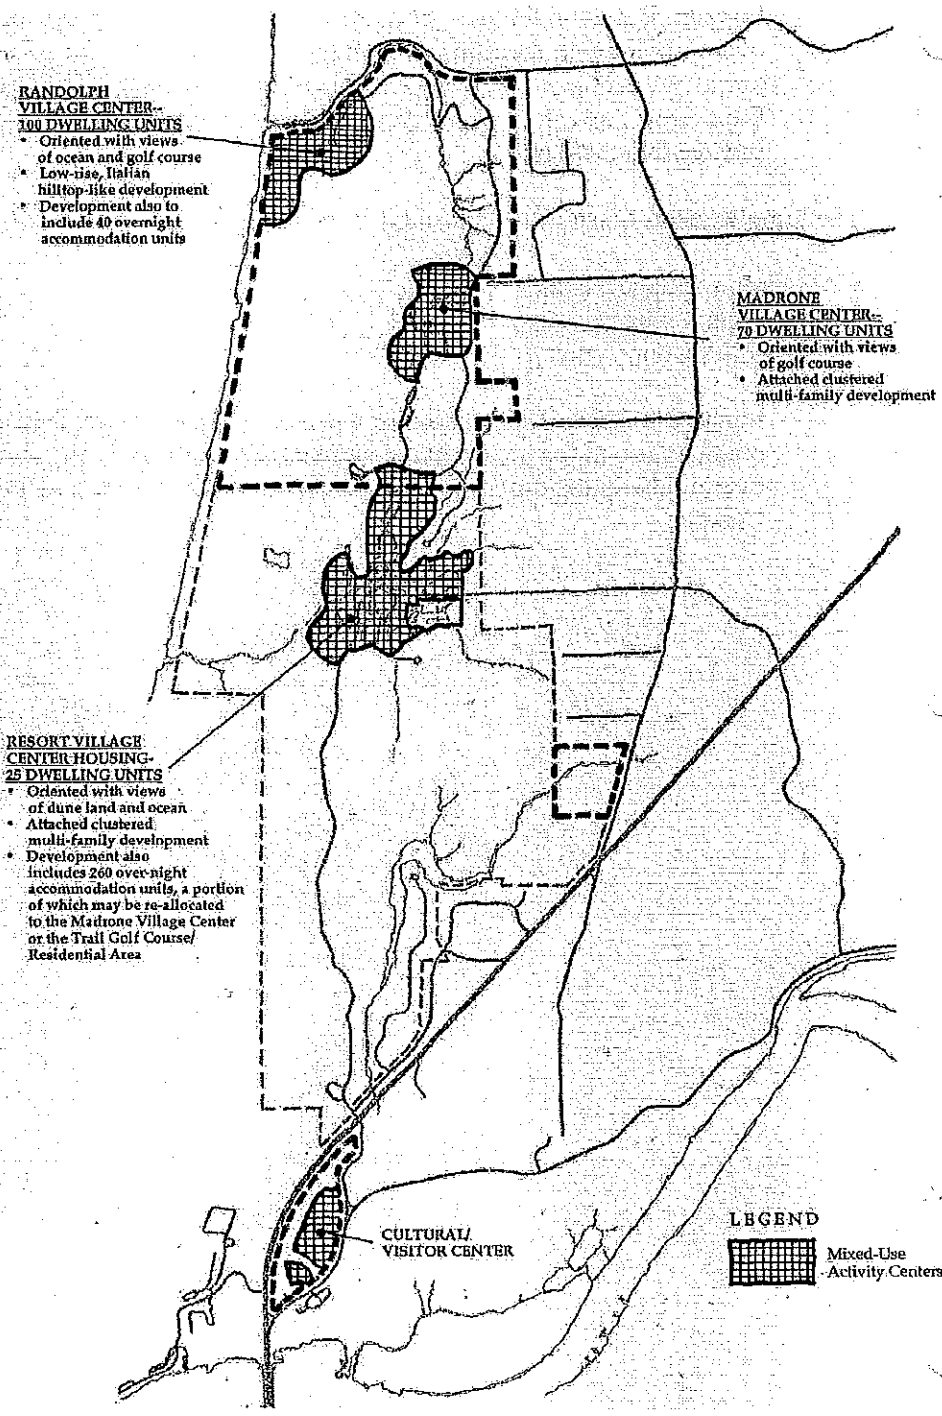 RANDOLPH
VILLAGE CENTER--
100 DWELLING UNITS
• Oriented with views
of ocean and golf course
• Low-rise, Italian
hilltop-like development
• Development also to
include 40 overnight
accommodation units
MADRONE
VILLAGE CENTER--
70 DWELLING UNITS
• Oriented with views
of golf course
• Attached clustered
multi-family development
RESORT VILLAGE
CENTER HOUSING-
25 DWELLING UNITS
• Oriented with views
of dune land and ocean
• Attached clustered
multi-family development
• Development also
includes 260 over-night
accommodation units, a portion
of which may be re-allocated
to the Madrone Village Center
or the Trail Golf Course/
Residential Area
CULTURAL/
VISITOR CENTER
LEGEND
Mixed-Use
Activity Centers